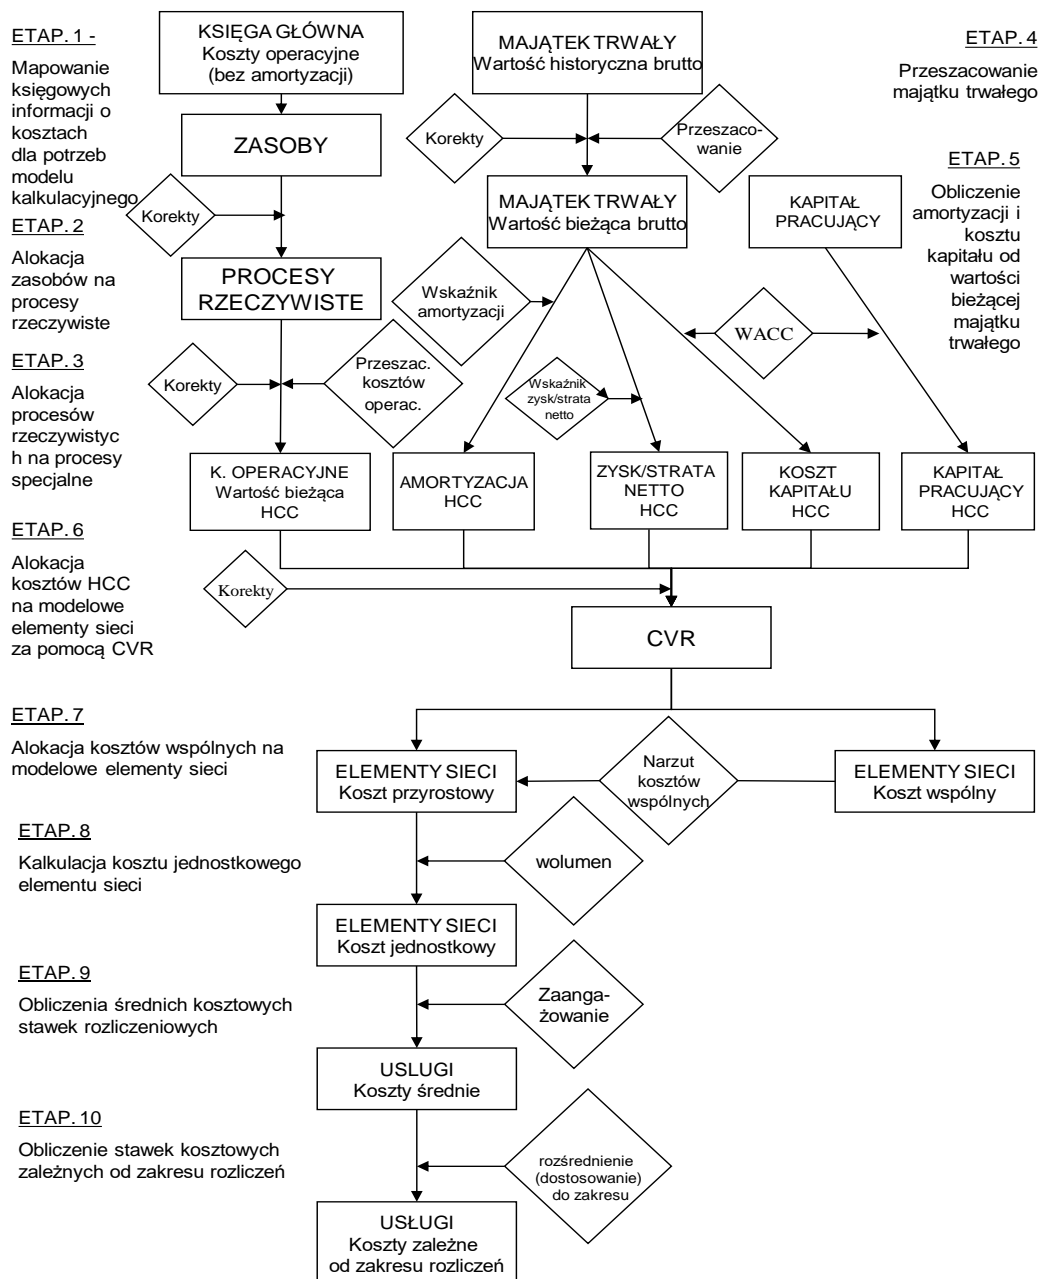 ETAP. 1 -
Mapowanie
księgowych
informacji o
kosztach
dla potrzeb
modelu
kalkulacyjnego
KSIĘGA GŁÓWNA
Koszty operacyjne
(bez amortyzacji)
MAJĄTEK TRWAŁY
Wartość historyczna brutto
ETAP. 4
Przeszacowanie
majątku trwałego
ZASOBY
Korekty
Przeszaco-
wanie
ETAP. 5
Obliczenie
amortyzacji i
kosztu
kapitału od
wartości
bieżącej
majątku
trwałego
Korekty
MAJĄTEK TRWAŁY
Wartość bieżąca brutto
KAPITAŁ
PRACUJĄCY
ETAP. 2
Alokacja
zasobów na
procesy
rzeczywiste
PROCESY
RZECZYWISTE
Wskaźnik
amortyzacji
WACC
ETAP. 3
Alokacja
procesów
rzeczywistyc
h na procesy
specjalne
Korekty
Przeszac.
kosztów
operac.
Wskaźnik
zysk/strata
netto
K. OPERACYJNE
Wartość bieżąca
HCC
AMORTYZACJA
HCC
ZYSK/STRATA
NETTO
HCC
KOSZT
KAPITAŁU
HCC
KAPITAŁ
PRACUJĄCY
HCC
ETAP. 6
Alokacja
kosztów HCC
na modelowe
elementy sieci
za pomocą CVR
Korekty
CVR
ETAP. 7
Alokacja kosztów wspólnych na
modelowe elementy sieci
ELEMENTY SIECI
Koszt przyrostowy
Narzut
kosztów
wspólnych
ELEMENTY SIECI
Koszt wspólny
ETAP. 8
Kalkulacja kosztu jednostkowego
elementu sieci
wolumen
ELEMENTY SIECI
Koszt jednostkowy
ETAP. 9
Obliczenia średnich kosztowych
stawek rozliczeniowych
Zaanga-
żowanie
USLUGI
Koszty średnie
ETAP. 10
Obliczenie stawek kosztowych
zależnych od zakresu rozliczeń
rozśrednienie
(dostosowanie)
do zakresu
USŁUGI
Koszty zależne
od zakresu rozliczeń